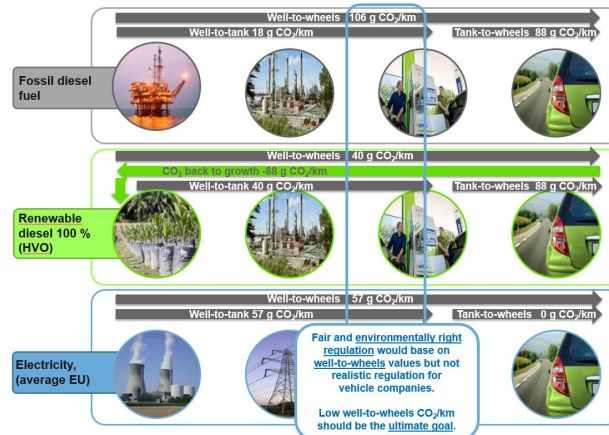 Well-to-wheels 106 g CO₂/km
Well-to-tank 18 g CO₂/km
Tank-to-wheels 88 g CO₂/km
Fossil diesel
fuel
Well-to-wheels 40 g CO₂/km
CO₂ back to growth -88 g CO₂/km
Well-to-tank 40 g CO₂/km
Tank-to-wheels 88 g CO₂/km
Renewable
diesel 100 %
(HVO)
Well-to-wheels 57 g CO₂/km
Well-to-tank 57 g CO₂/km
Tank-to-wheels 0 g CO₂/km
Electricity,
(average EU)
Fair and environmentally right
regulation would base on
well-to-wheels values but not
realistic regulation for
vehicle companies.
Low well-to-wheels CO₂/km
should be the ultimate goal.